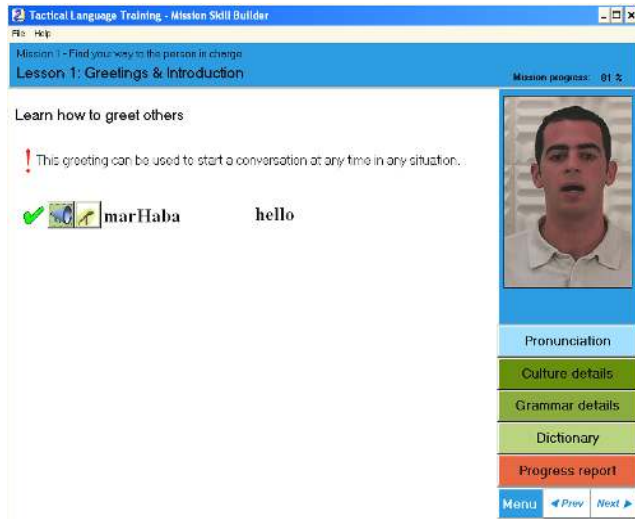 Tactical Language Training - Mission Skill Builder
File Help
Mission 1 - Find your way to the person in charge
Lesson 1: Greetings & Introduction
Mission progress: 81 %
Learn how to greet others
! This greeting can be used to start a conversation at any time in any situation.
marHaba hello
Pronunciation
Culture details
Grammar details
Dictionary
Progress report
Menu Prev Next